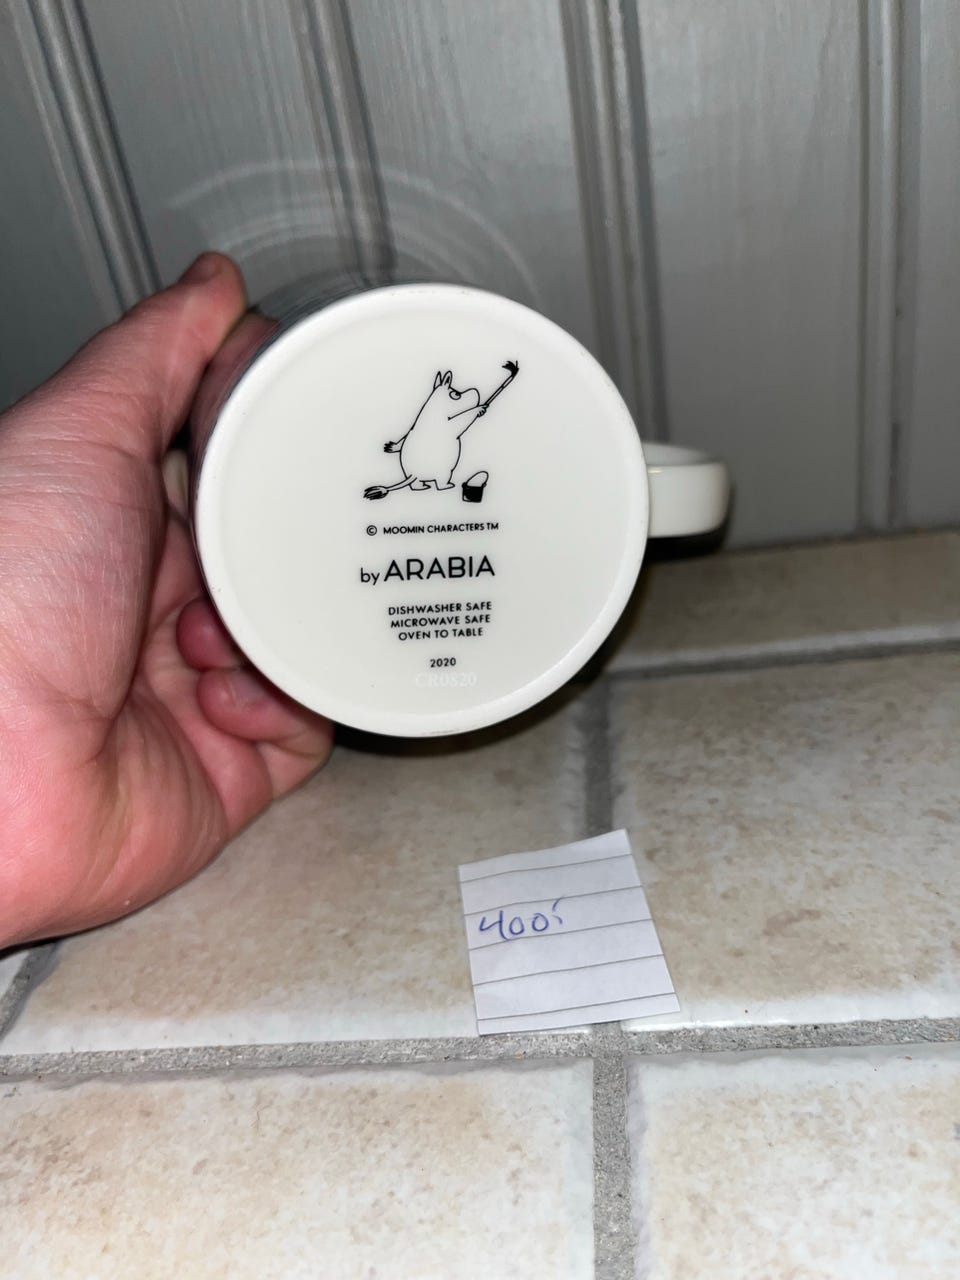 © MOOMIN CHARACTERS TM
by ARABIA
DISHWASHER SAFE
MICROWAVE SAFE
OVEN TO TABLE
2020
CR0820
400: